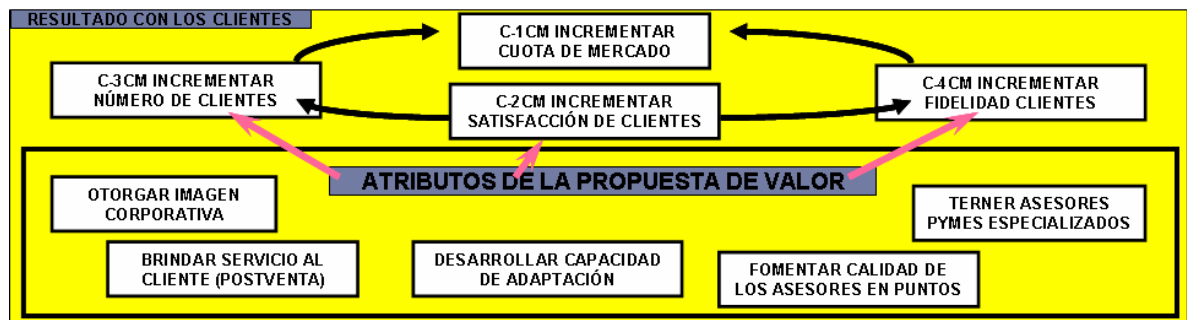 RESULTADO CON LOS CLIENTES
C-1CM INCREMENTAR
CUOTA DE MERCADO
C-3CM INCREMENTAR
NÚMERO DE CLIENTES
C-2CM INCREMENTAR
SATISFACCIÓN DE CLIENTES
C-4CM INCREMENTAR
FIDELIDAD CLIENTES
ATRIBUTOS DE LA PROPUESTA DE VALOR
OTORGAR IMAGEN
CORPORATIVA
TERNER ASESORES
PYMES ESPECIALIZADOS
BRINDAR SERVICIO AL
CLIENTE (POSTVENTA)
DESARROLLAR CAPACIDAD
DE ADAPTACIÓN
FOMENTAR CALIDAD DE
LOS ASESORES EN PUNTOS